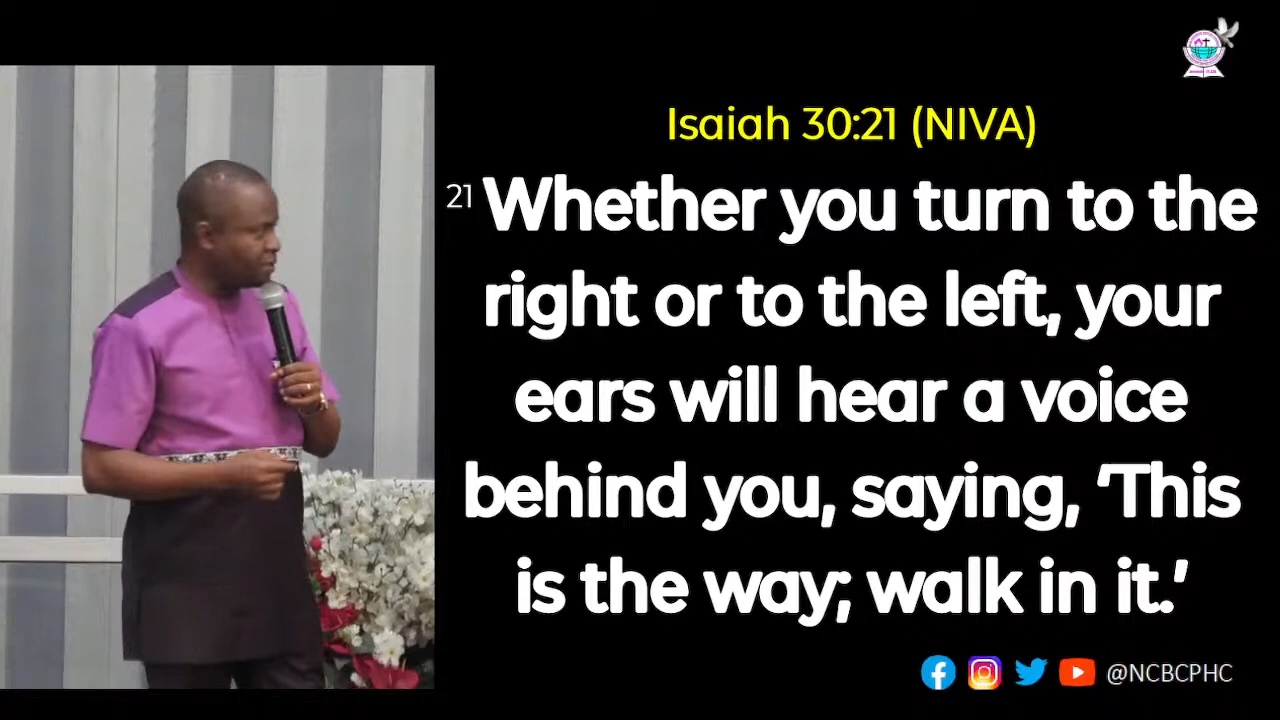 Isaiah 30:21 (NIVA)
21 Whether you turn to the
right or to the left, your
ears will hear a voice
behind you, saying, ‘This
is the way; walk in it.’
@NCBCPHC